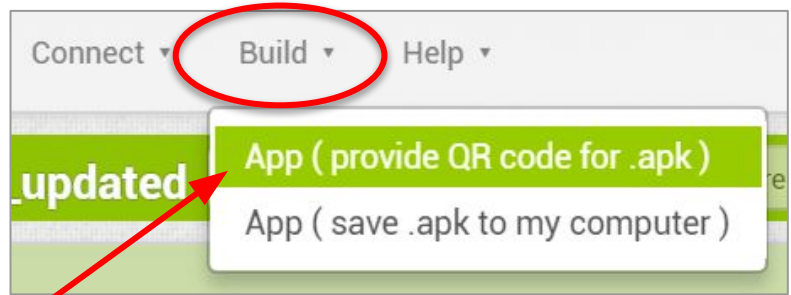 Connect ▾ Build ▾ Help ▾
_updated
App ( provide QR code for .apk )
App ( save .apk to my computer )